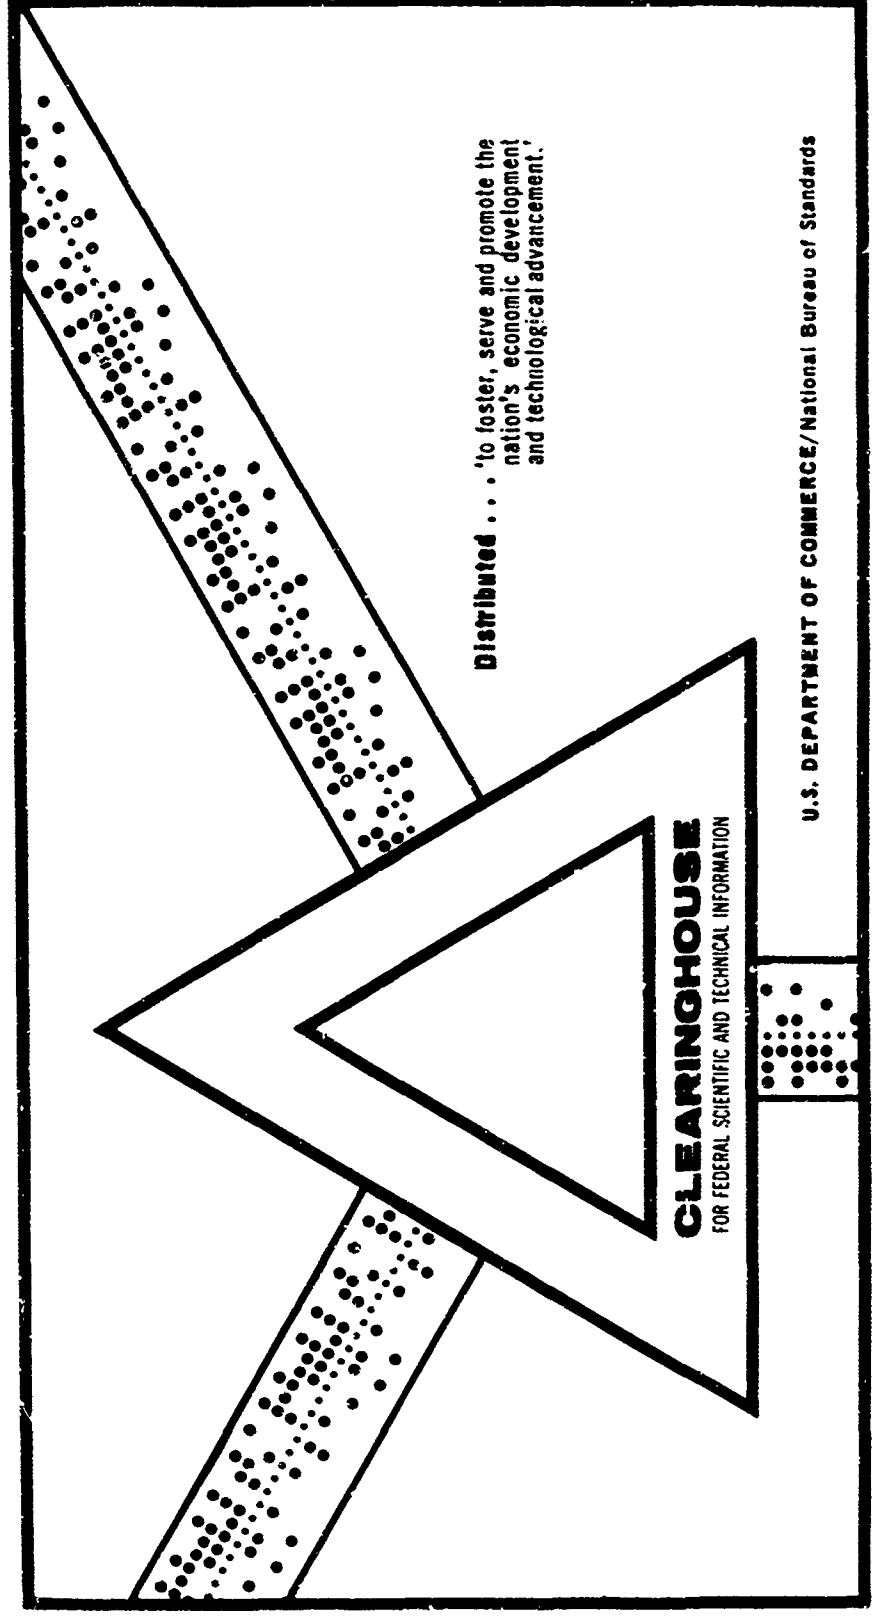 Distributed . . . . 'to foster, serve and promote the
nation's economic development
and technological advancement.'
CLEARINGHOUSE
FOR FEDERAL SCIENTIFIC AND TECHNICAL INFORMATION
U.S. DEPARTMENT OF COMMERCE/National Bureau of Standards